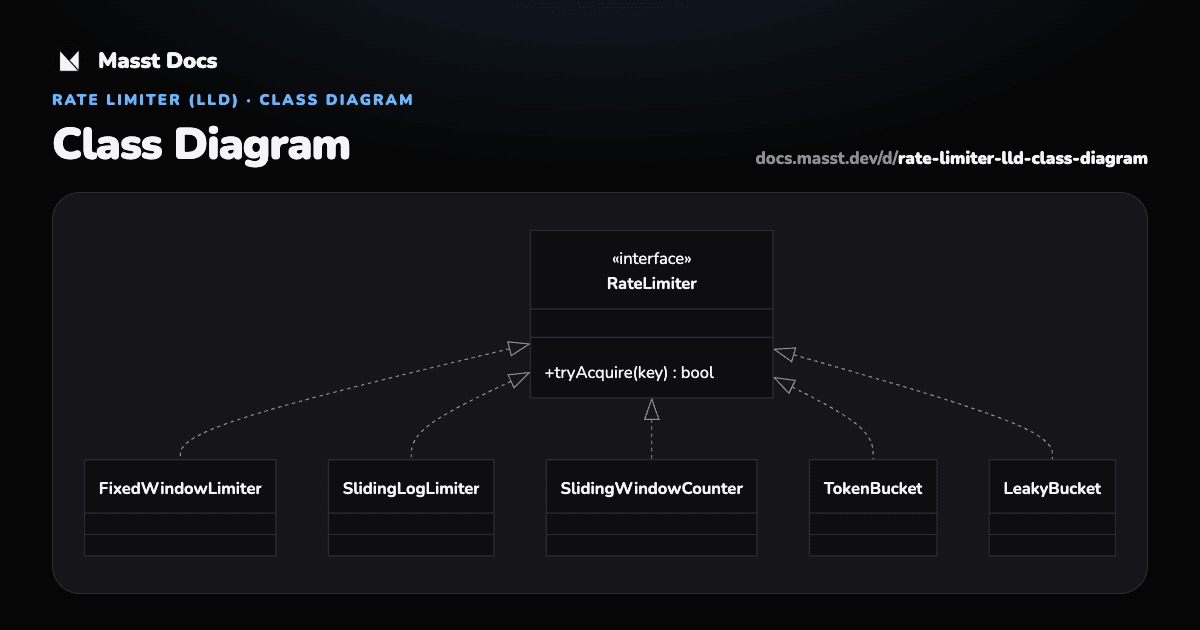 Masst Docs
RATE LIMITER (LLD) · CLASS DIAGRAM
Class Diagram
docs.masst.dev/d/rate-limiter-lld-class-diagram
«interface»
RateLimiter
+tryAcquire(key) : bool
FixedWindowLimiter
SlidingLogLimiter
SlidingWindowCounter
TokenBucket
LeakyBucket